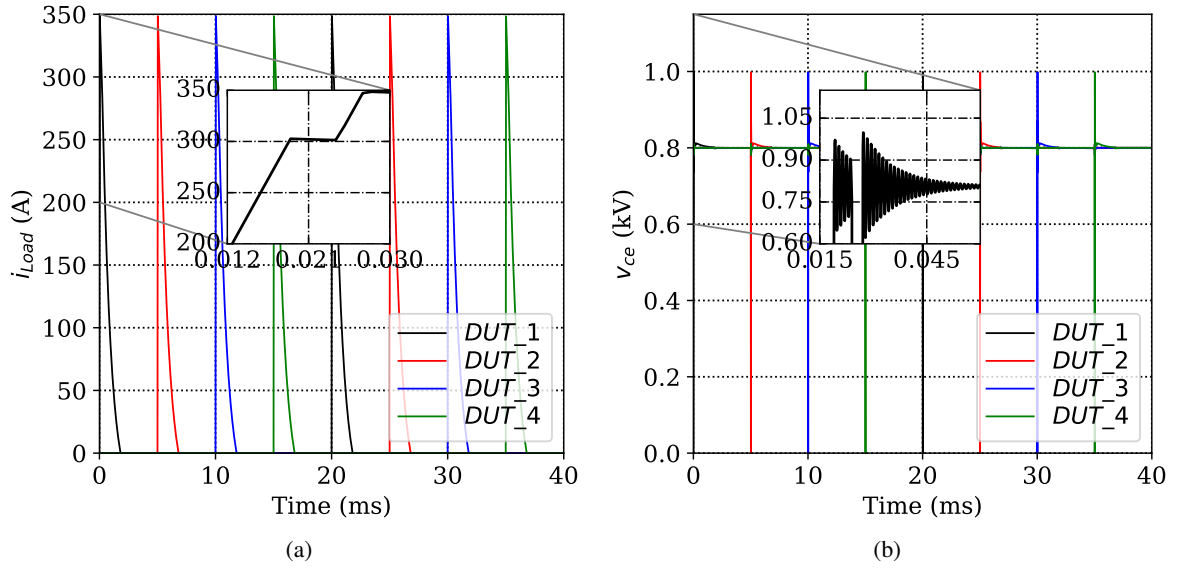 350
300
250
200
150
100
50
0
i_Load (A)
350
300
250
200
0.012 0.021 0.030
DUT_1
DUT_2
DUT_3
DUT_4
0 10 20 30 40
Time (ms)
(a)
1.0
0.8
0.6
0.4
0.2
0.0
v_ce (kV)
1.05
0.90
0.75
0.60
0.015 0.045
DUT_1
DUT_2
DUT_3
DUT_4
0 10 20 30 40
Time (ms)
(b)